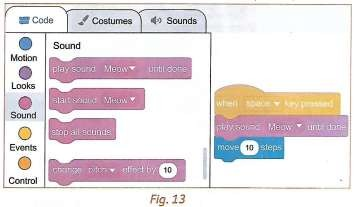 Code
Costumes
Sounds
Motion
Looks
Sound
Events
Control
Sound
play sound Meow until done
start sound Meow
stop all sounds
change pitch effect by 10
when space key pressed
play sound Meow until done
move 10 steps
Fig. 13